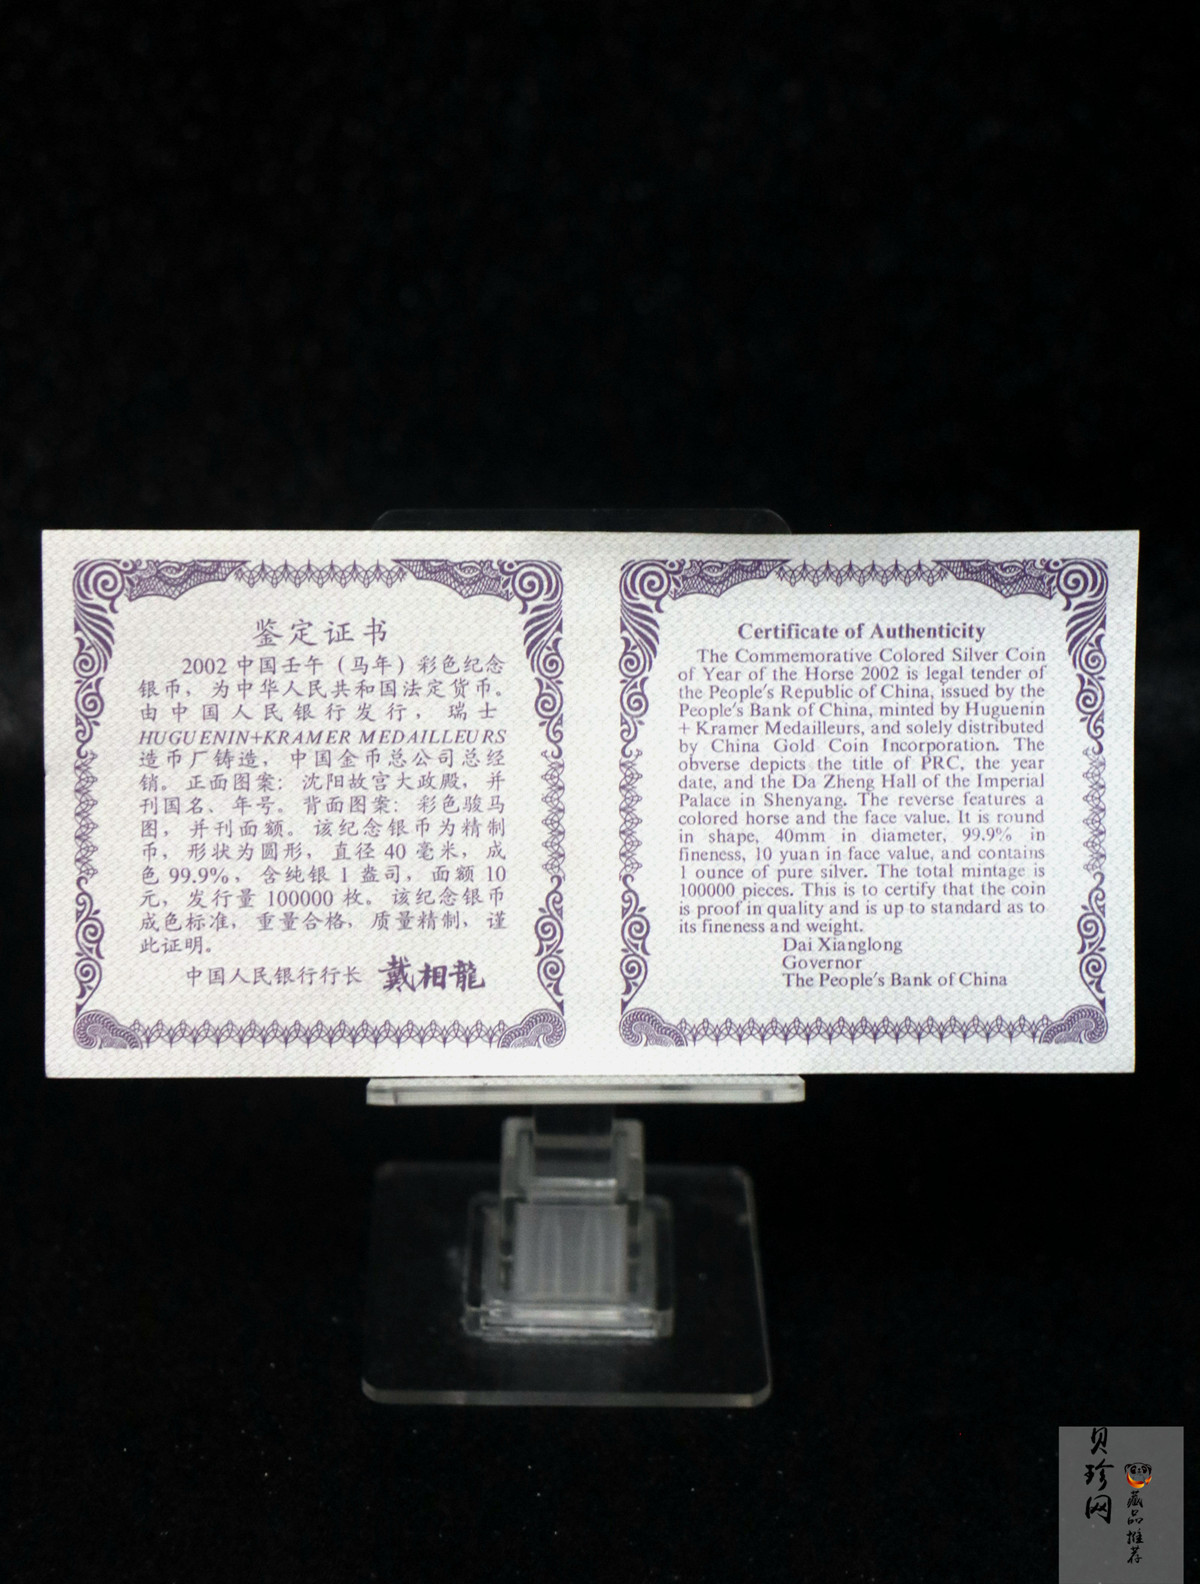 鉴定证书
2002 中国壬午（马年）彩色纪念
银币，为中华人民共和国法定货币。
由中国人民银行发行，瑞士
HUGUENIN+KRAMER MEDAILLEURS
造币厂铸造，中国金币总公司总经
销。正面图案：沈阳故宫大政殿，并
刊国名、年号。背面图案：彩色骏马
图，并刊面额。该纪念银币为精制
币，形状为圆形，直径 40 毫米，成
色 99.9%，含纯银 1 盎司，面额 10
元，发行量 100000 枚。该纪念银币
成色标准，重量合格，质量精制，谨
此证明。
中国人民银行行长 戴相龍
Certificate of Authenticity
The Commemorative Colored Silver Coin
of Year of the Horse 2002 is legal tender of
the People's Republic of China, issued by the
People's Bank of China, minted by Huguenin
+ Kramer Medailleurs, and solely distributed
by China Gold Coin Incorporation. The
obverse depicts the title of PRC, the year
date, and the Da Zheng Hall of the Imperial
Palace in Shenyang. The reverse features a
colored horse and the face value. It is round
in shape, 40mm in diameter, 99.9% in
fineness, 10 yuan in face value, and contains
1 ounce of pure silver. The total mintage is
100000 pieces. This is to certify that the coin
is proof in quality and is up to standard as to
its fineness and weight.
Dai Xianglong
Governor
The People's Bank of China
贝珍网
藏品推荐